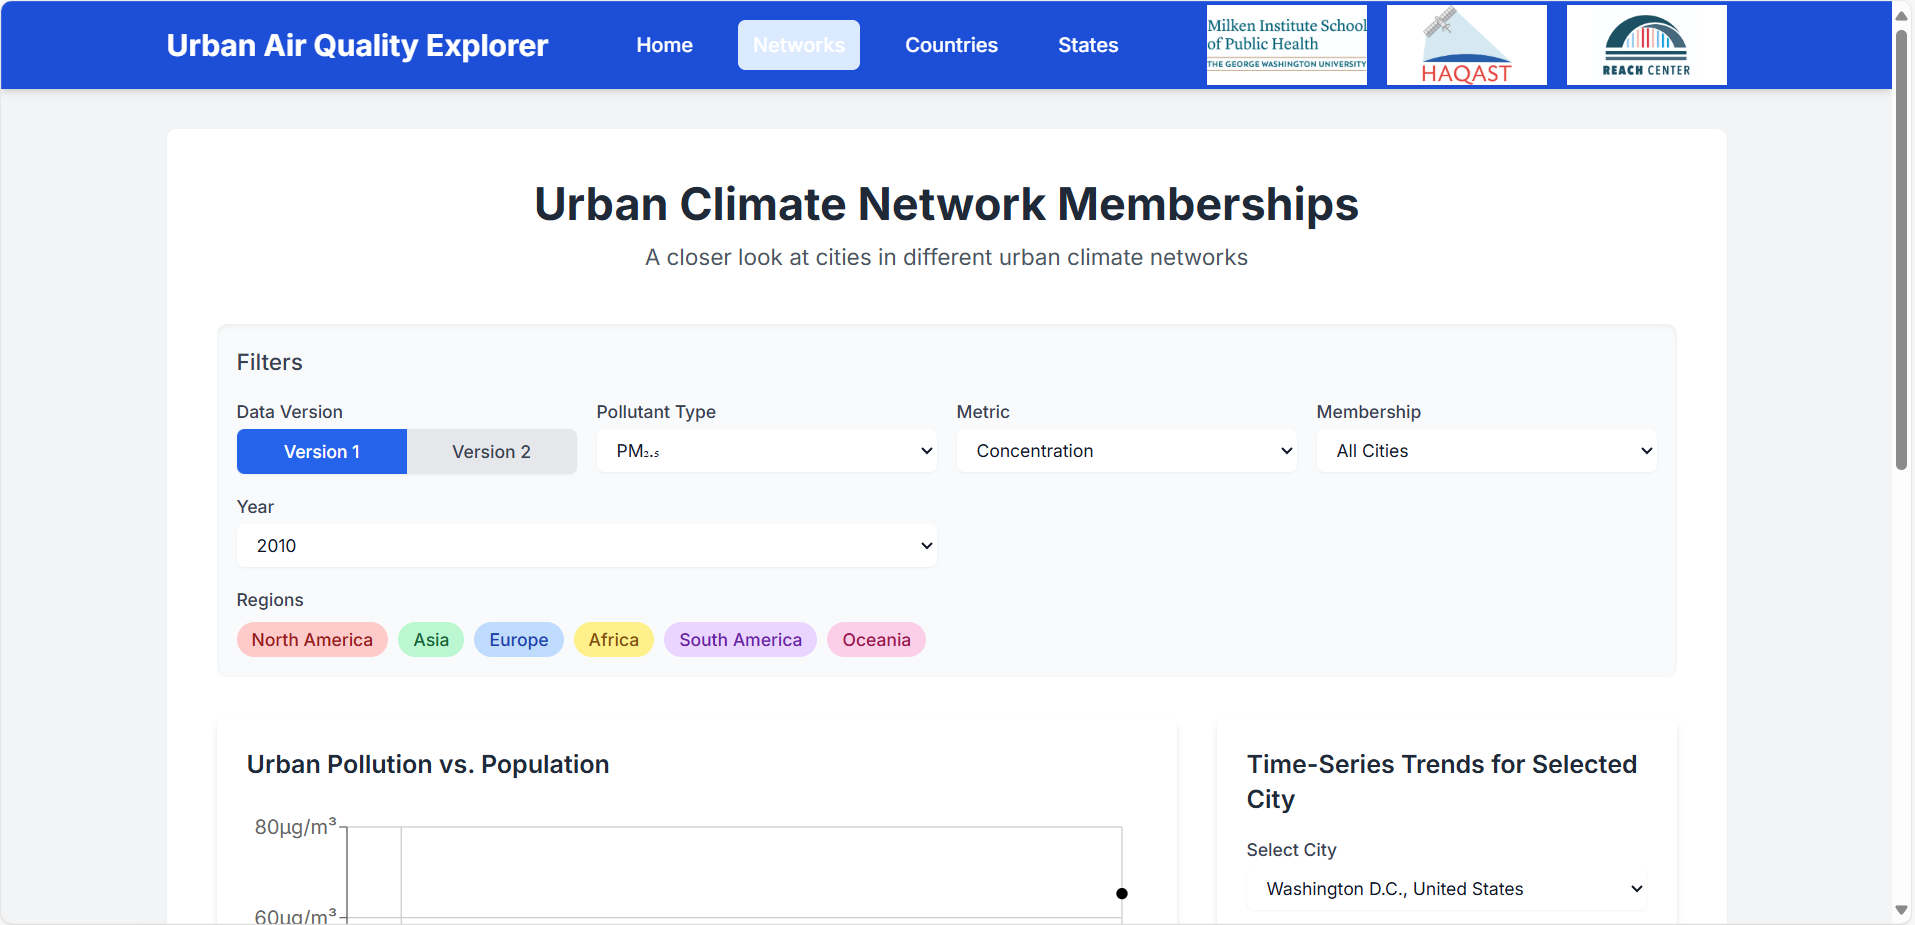 Urban Air Quality Explorer
Home
Networks
Countries
States
Milken Institute School
of Public Health
THE GEORGE WASHINGTON UNIVERSITY
HAQAST
REACH CENTER
Urban Climate Network Memberships
A closer look at cities in different urban climate networks
Filters
Data Version
Version 1
Version 2
Pollutant Type
PM₂.₅
Metric
Concentration
Membership
All Cities
Year
2010
Regions
North America
Asia
Europe
Africa
South America
Oceania
Urban Pollution vs. Population
80µg/m³
60µg/m³
Time-Series Trends for Selected
City
Select City
Washington D.C., United States